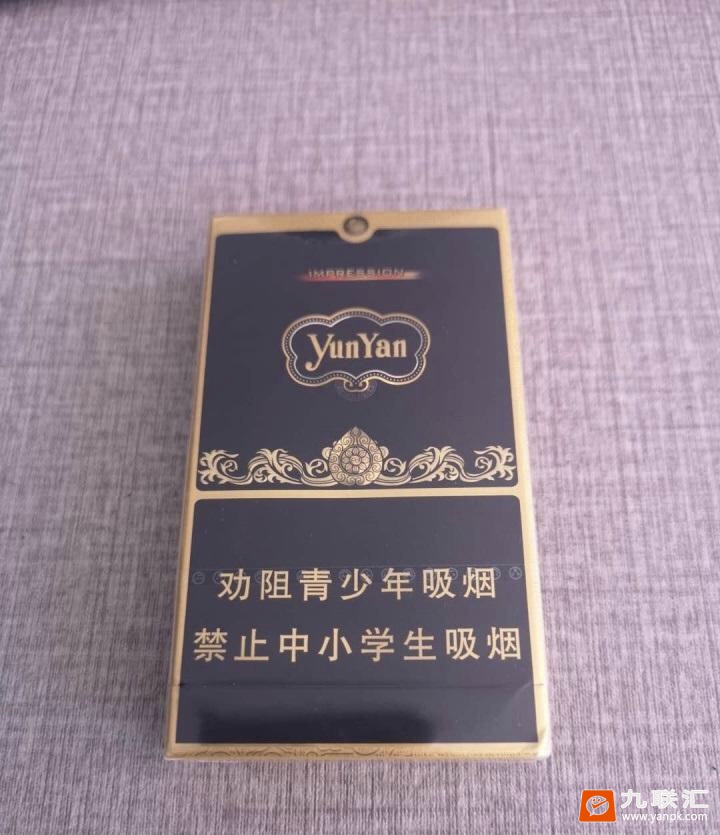 IMPRESSION
YunYan
劝阻青少年吸烟
禁止中小学生吸烟
九联汇
www.yanpk.com